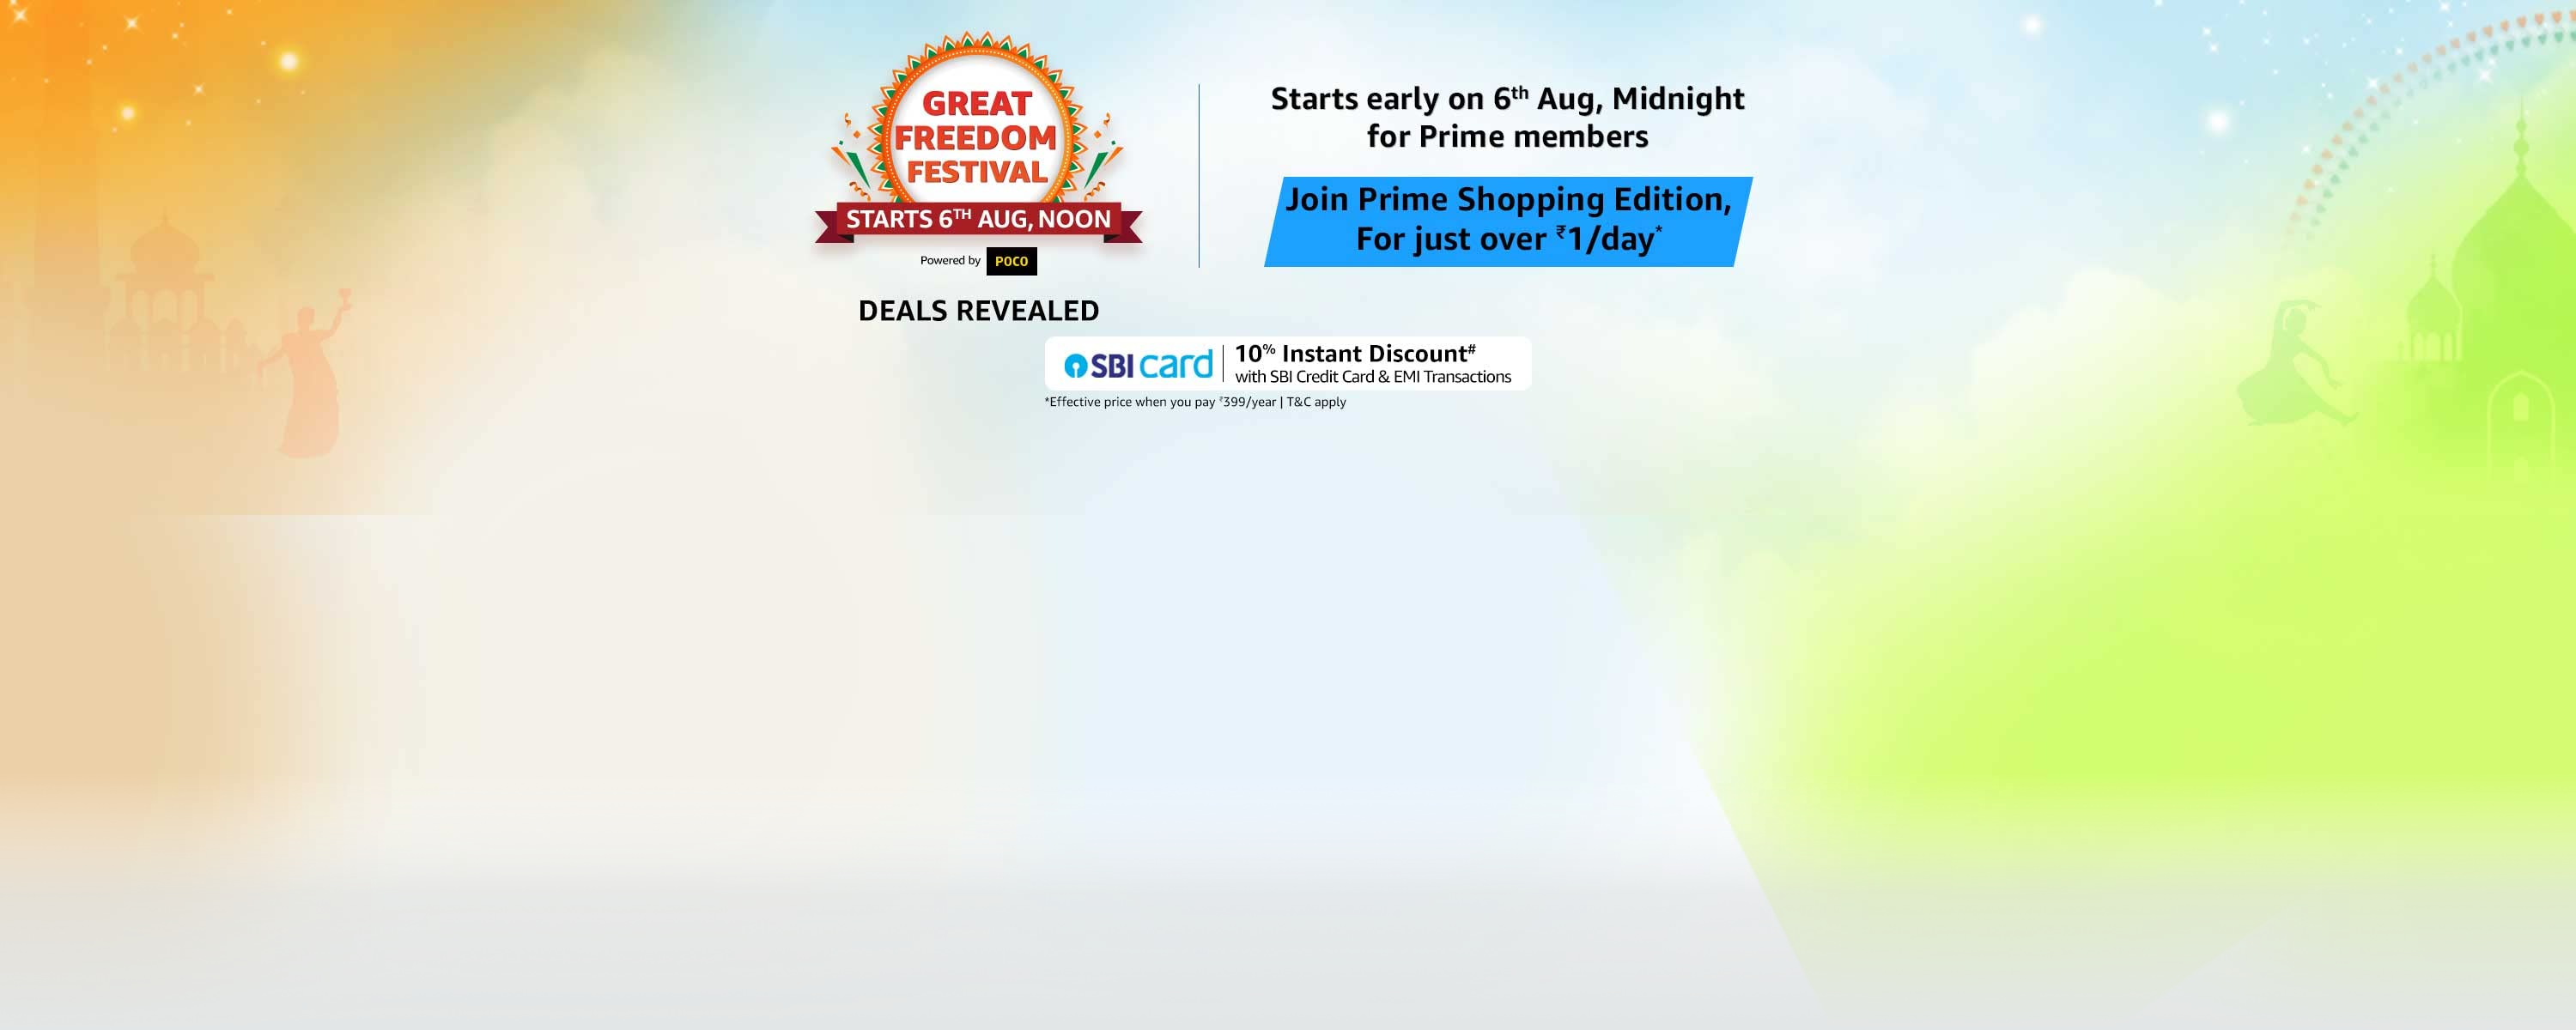 GREAT
FREEDOM
FESTIVAL
STARTS 6TH AUG, NOON
Powered by POCO
DEALS REVEALED
Starts early on 6th Aug, Midnight
for Prime members
Join Prime Shopping Edition,
For just over ₹1/day*
SBI card
10% Instant Discount#
with SBI Credit Card & EMI Transactions
*Effective price when you pay ₹399/year | T&C apply